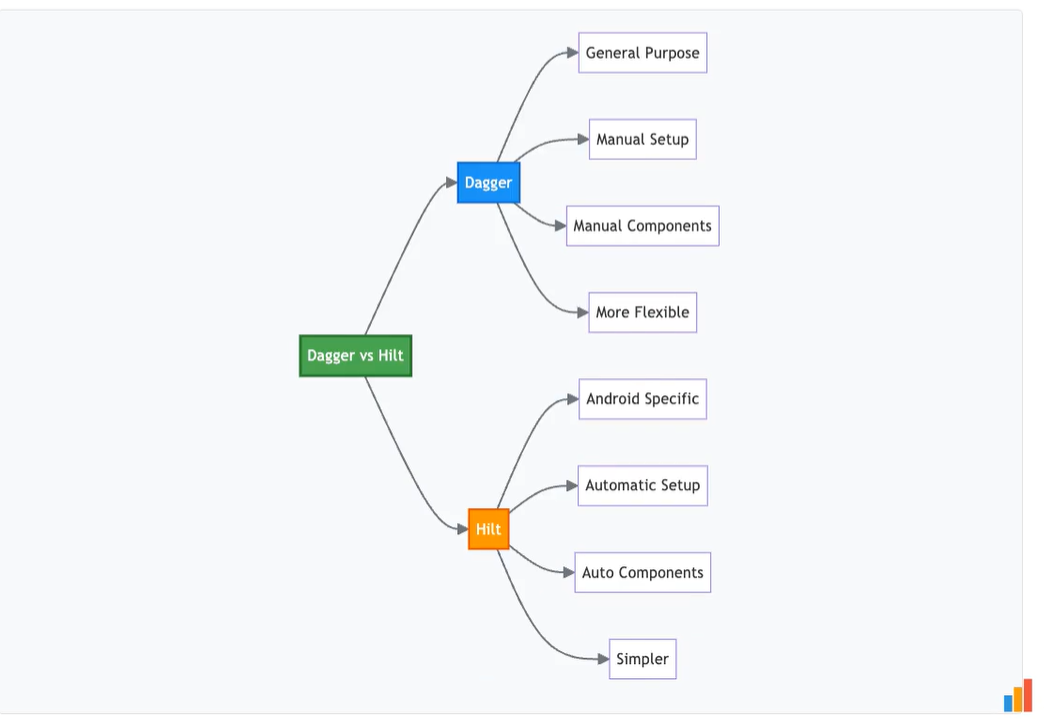 Dagger vs Hilt
Dagger
General Purpose
Manual Setup
Manual Components
More Flexible
Hilt
Android Specific
Automatic Setup
Auto Components
Simpler